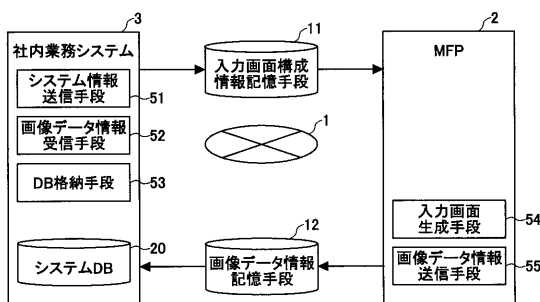 3
社内業務システム
システム情報
送信手段
51
画像データ情報
受信手段
52
DB格納手段
53
20
システムDB
11
入力画面構成
情報記憶手段
1
12
画像データ情報
記憶手段
2
MFP
入力画面
生成手段
54
画像データ情報
送信手段
55